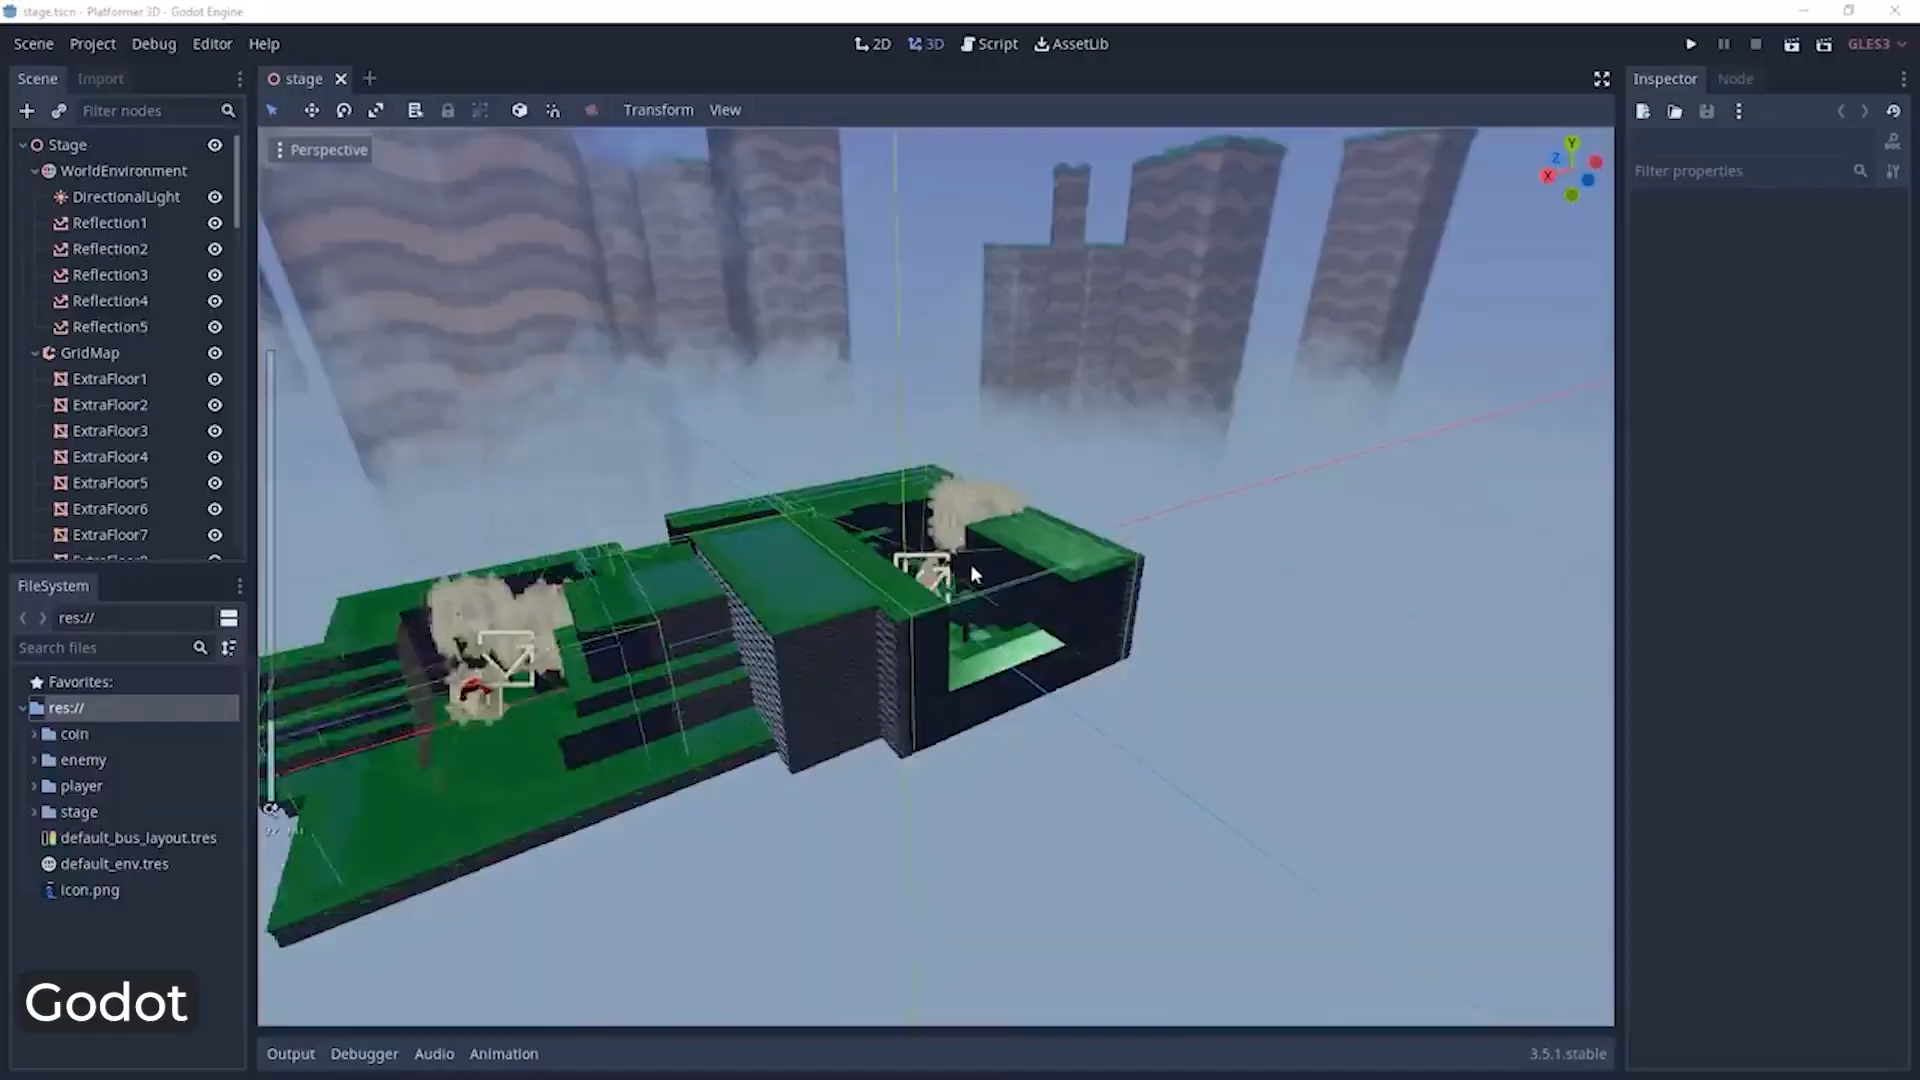 stage.tscn - Platformer 3D - Godot Engine
Scene Project Debug Editor Help
2D 3D Script AssetLib
GLES3
Scene Import
stage
Inspector Node
Filter nodes
Transform View
Stage
Perspective
WorldEnvironment
Filter properties
DirectionalLight
Reflection1
Reflection2
Reflection3
Reflection4
Reflection5
GridMap
ExtraFloor1
ExtraFloor2
ExtraFloor3
ExtraFloor4
ExtraFloor5
ExtraFloor6
ExtraFloor7
Y
Z
X
FileSystem
res://
Search files
Favorites:
res://
coin
enemy
player
stage
default_bus_layout.tres
default_env.tres
icon.png
Godot
Output Debugger Audio Animation
3.5.1.stable